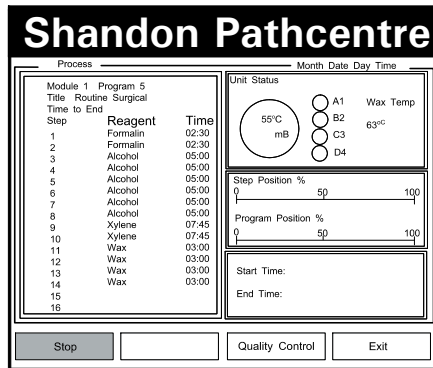 Shandon Pathcentre
Process
Month Date Day Time
Module 1 Program 5
Title Routine Surgical
Time to End
Step Reagent Time
1 Formalin 02:30
2 Formalin 02:30
3 Alcohol 05:00
4 Alcohol 05:00
5 Alcohol 05:00
6 Alcohol 05:00
7 Alcohol 05:00
8 Alcohol 05:00
9 Xylene 07:45
10 Xylene 07:45
11 Wax 03:00
12 Wax 03:00
13 Wax 03:00
14 Wax 03:00
15
16
Unit Status
55°C
mB
A1
B2
C3
D4
Wax Temp
63°C
Step Position %
0 50 100
Program Position %
0 50 100
Start Time:
End Time:
Stop
Quality Control
Exit